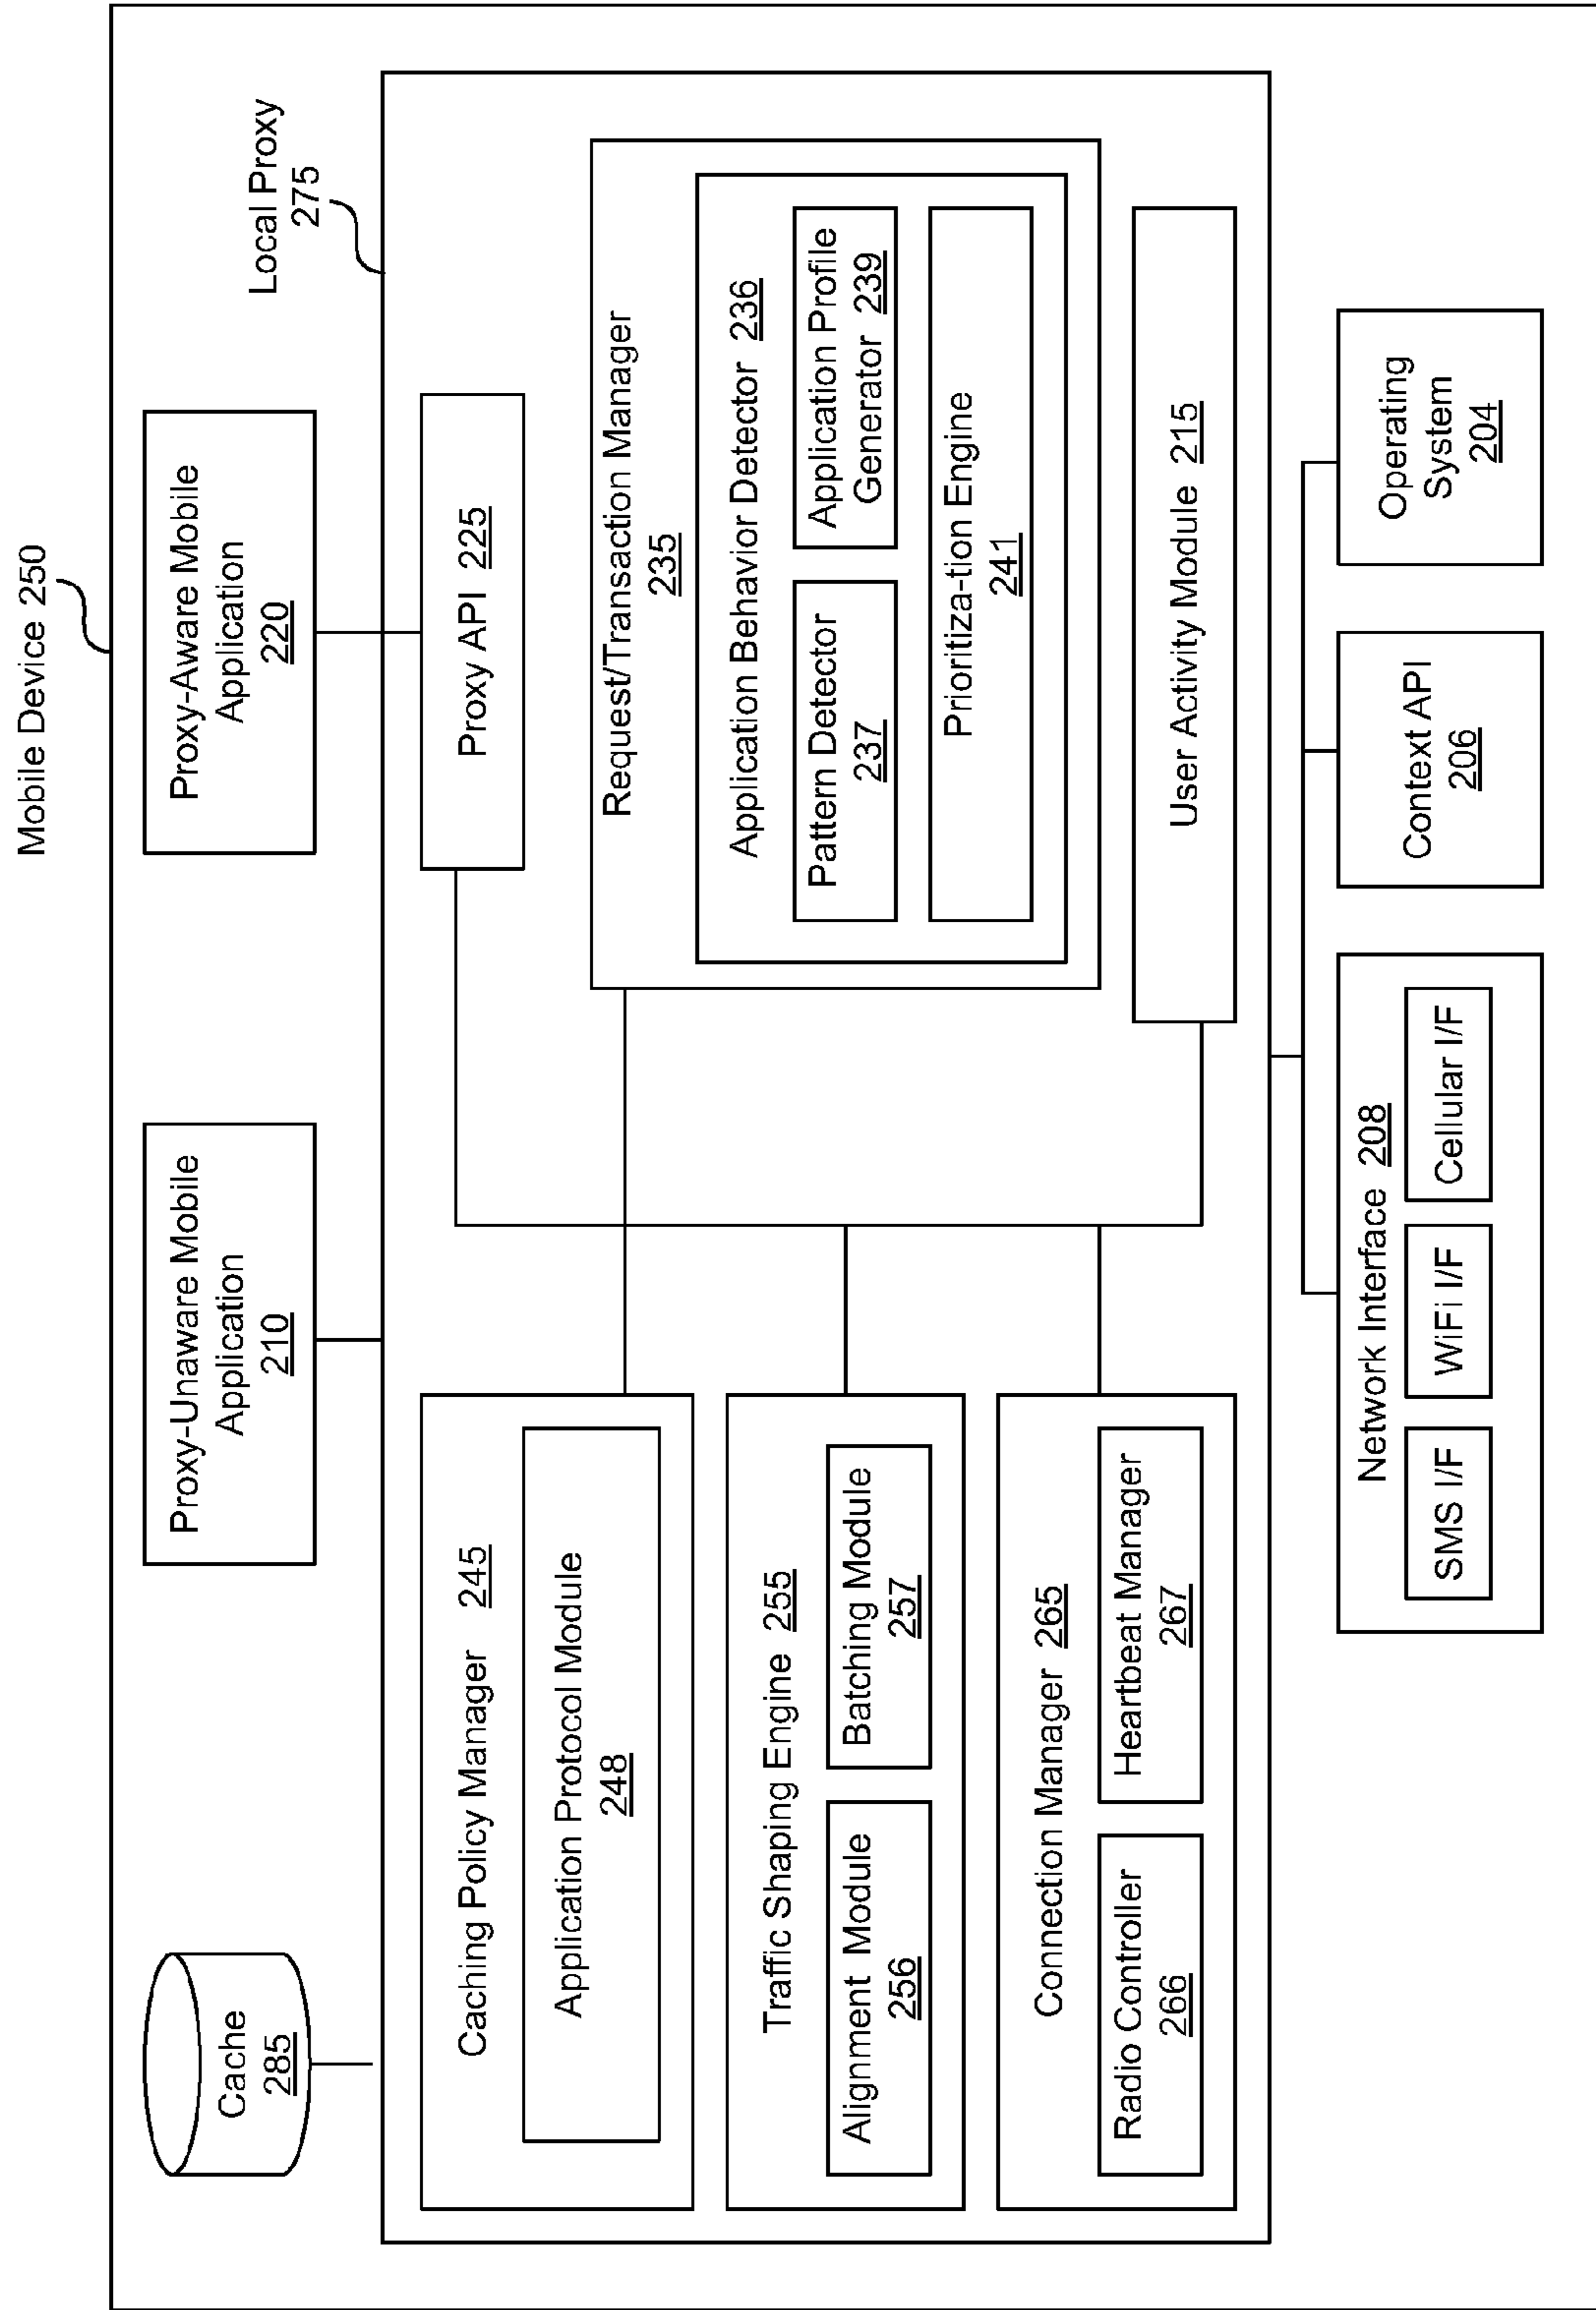 Mobile Device 250
Local Proxy
275
Cache
285
Proxy-Unaware Mobile
Application
210
Proxy-Aware Mobile
Application
220
Caching Policy Manager 245
Application Protocol Module
248
Traffic Shaping Engine 255
Alignment Module
256
Batching Module
257
Connection Manager 265
Radio Controller
266
Heartbeat Manager
267
Proxy API 225
Request/Transaction Manager
235
Application Behavior Detector 236
Pattern Detector
237
Application Profile
Generator 239
Prioritiza-tion Engine
241
User Activity Module 215
Network Interface 208
SMS I/F
WiFi I/F
Cellular I/F
Context API
206
Operating
System
204